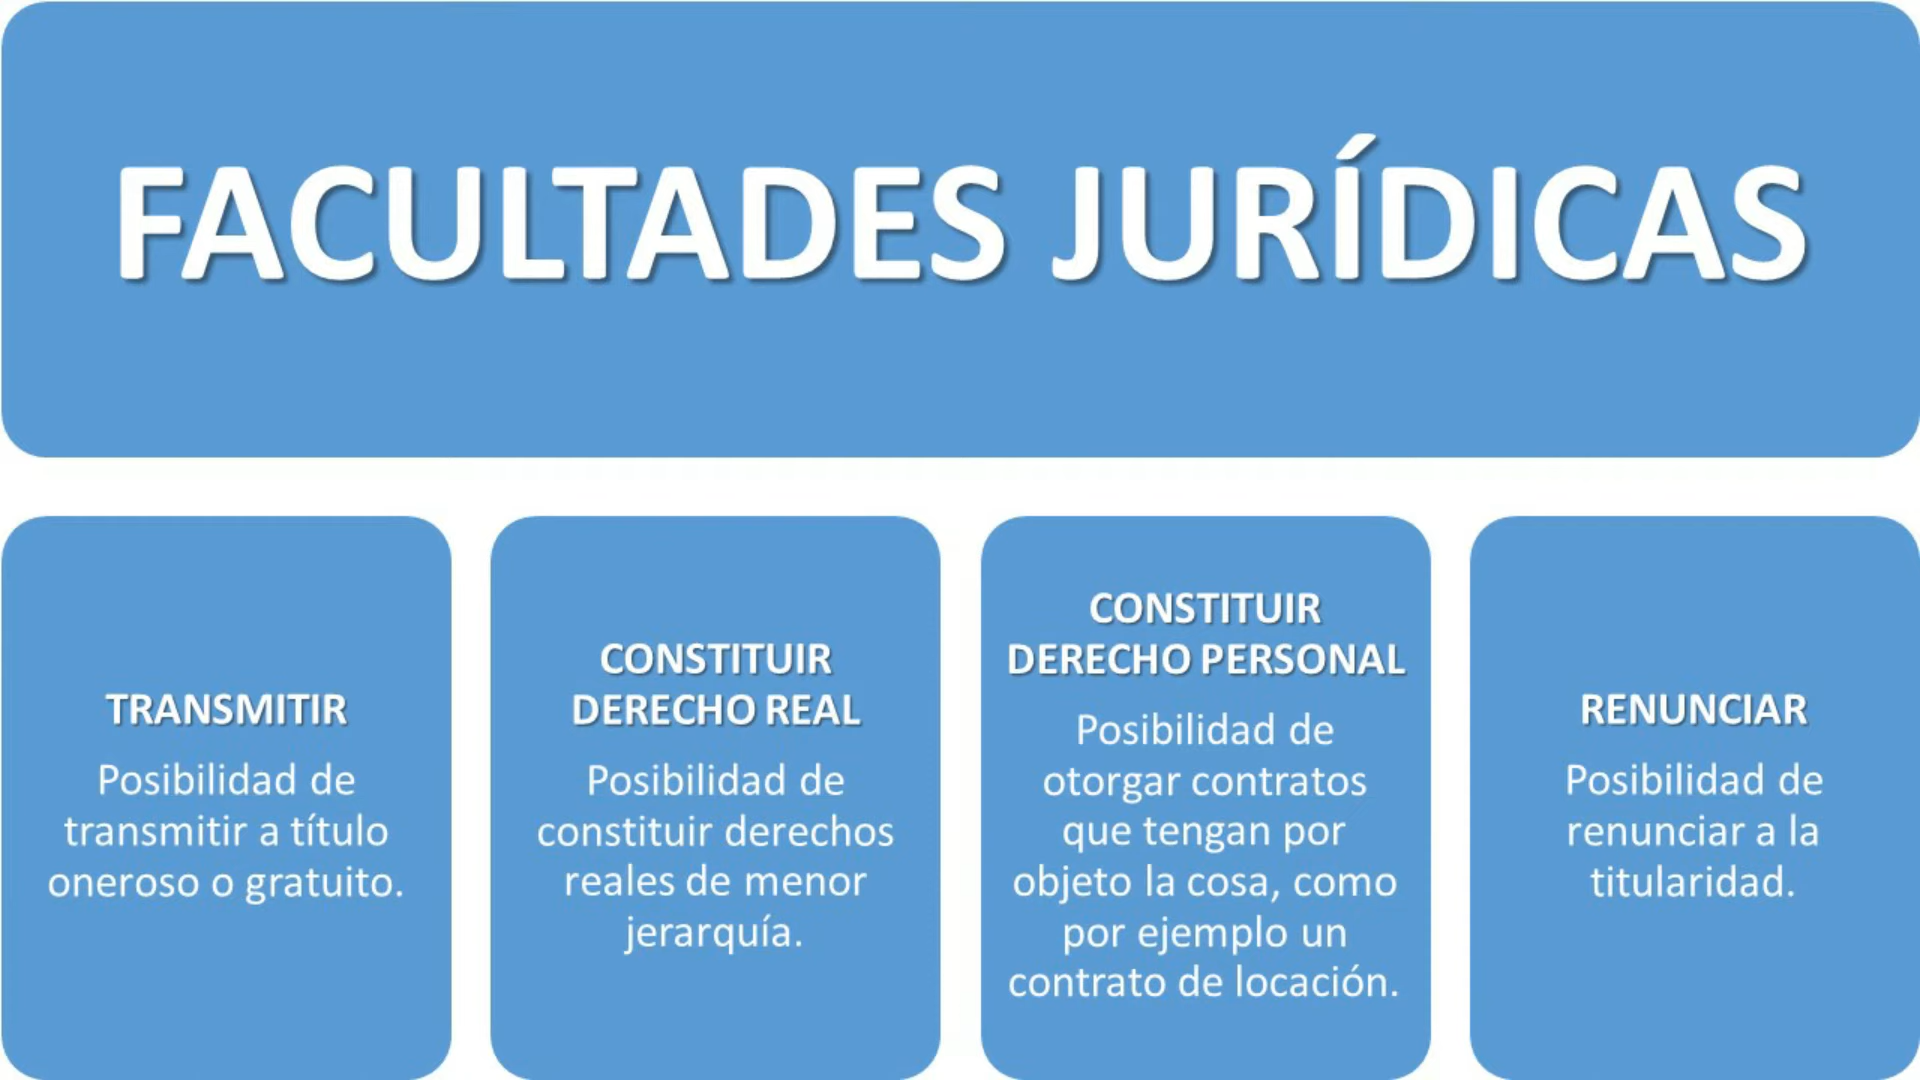 FACULTADES JURÍDICAS
TRANSMITIR
Posibilidad de
transmitir a título
oneroso o gratuito.
CONSTITUIR
DERECHO REAL
Posibilidad de
constituir derechos
reales de menor
jerarquía.
CONSTITUIR
DERECHO PERSONAL
Posibilidad de
otorgar contratos
que tengan por
objeto la cosa, como
por ejemplo un
contrato de locación.
RENUNCIAR
Posibilidad de
renunciar a la
titularidad.